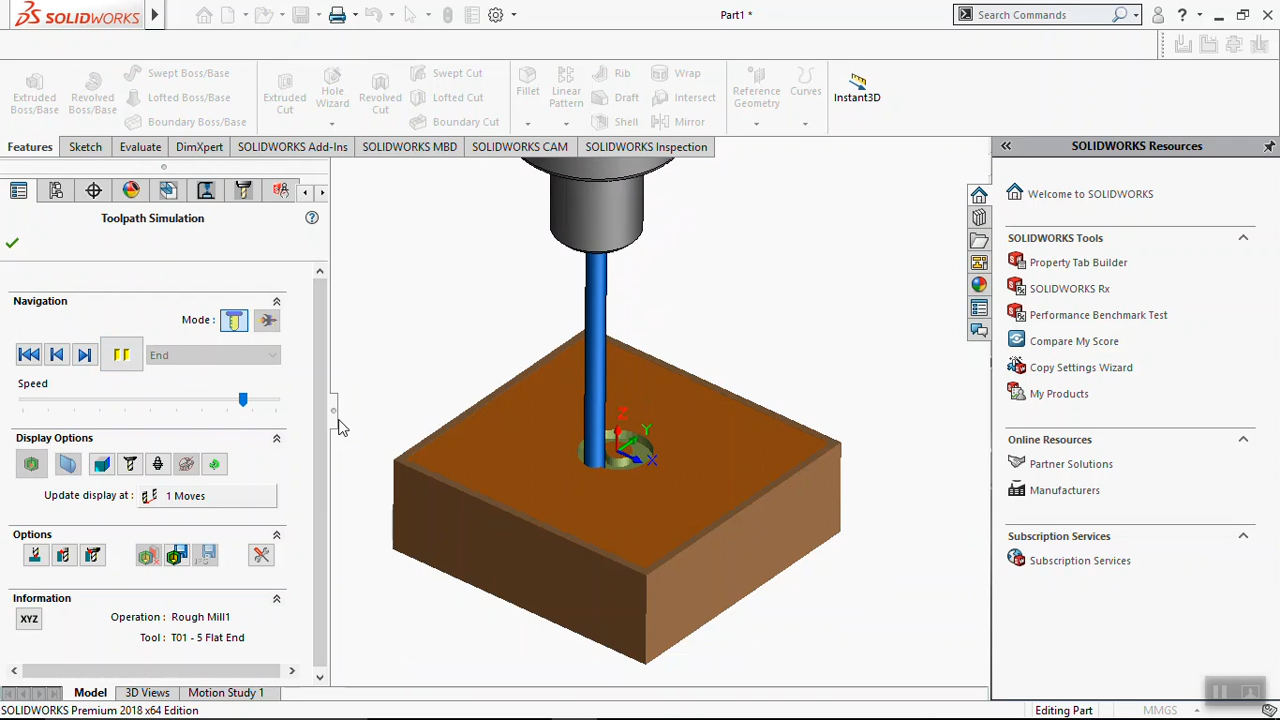 SOLIDWORKS
Part1 *
Search Commands
Extruded Boss/Base
Revolved Boss/Base
Swept Boss/Base
Lofted Boss/Base
Boundary Boss/Base
Extruded Cut
Hole Wizard
Revolved Cut
Swept Cut
Lofted Cut
Boundary Cut
Fillet
Linear Pattern
Rib
Draft
Shell
Wrap
Intersect
Mirror
Reference Geometry
Curves
Instant3D
Features
Sketch
Evaluate
DimXpert
SOLIDWORKS Add-Ins
SOLIDWORKS MBD
SOLIDWORKS CAM
SOLIDWORKS Inspection
Toolpath Simulation
Navigation
Mode:
End
Speed
Display Options
Update display at :
1 Moves
Options
Information
XYZ
Operation : Rough Mill1
Tool : T01 - 5 Flat End
Z
Y
X
SOLIDWORKS Resources
Welcome to SOLIDWORKS
SOLIDWORKS Tools
Property Tab Builder
SOLIDWORKS Rx
Performance Benchmark Test
Compare My Score
Copy Settings Wizard
My Products
Online Resources
Partner Solutions
Manufacturers
Subscription Services
Subscription Services
Model
3D Views
Motion Study 1
SOLIDWORKS Premium 2018 x64 Edition
Editing Part
MMGS